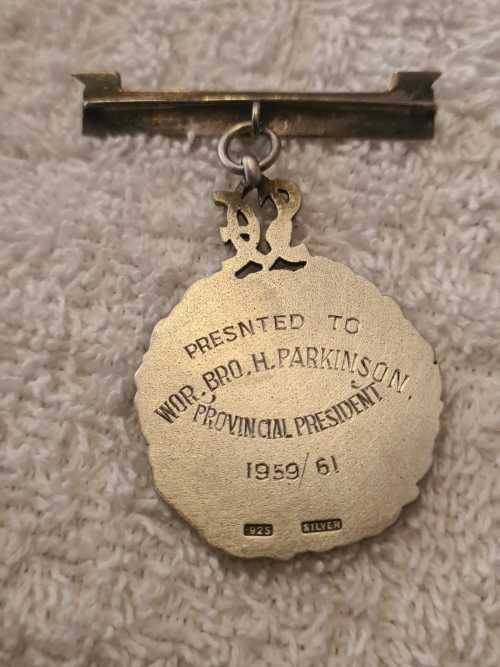 PRESNTED TO
WOR. BRO. H. PARKINSON,
PROVINCIAL PRESIDENT
1959/61
.925 SILVER